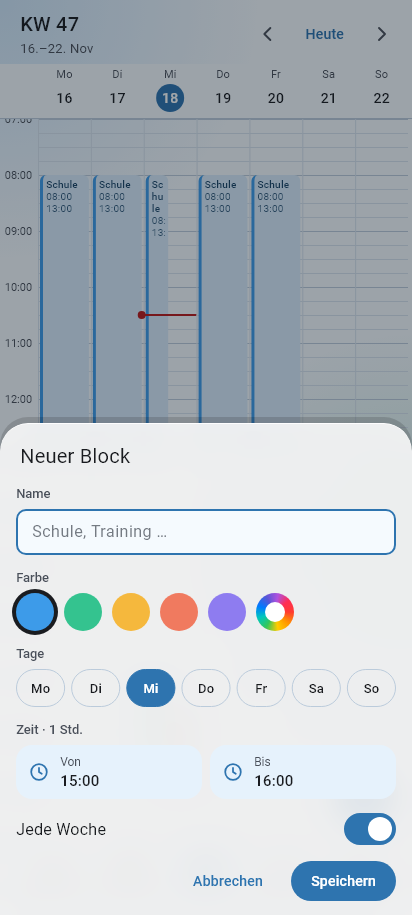 KW 47
16.–22. Nov
Heute
Mo Di Mi Do Fr Sa So
16 17 18 19 20 21 22
07:00
08:00
Schule
08:00
13:00
Schule
08:00
13:00
Sc
hu
le
08:
13:
Schule
08:00
13:00
Schule
08:00
13:00
09:00
10:00
11:00
12:00
Neuer Block
Name
Schule, Training ...
Farbe
Tage
Mo Di Mi Do Fr Sa So
Zeit · 1 Std.
Von
15:00
Bis
16:00
Jede Woche
Abbrechen
Speichern